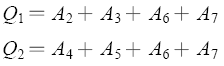 Q₁ = A₂ + A₃ + A₆ + A₇
Q₂ = A₄ + A₅ + A₆ + A₇